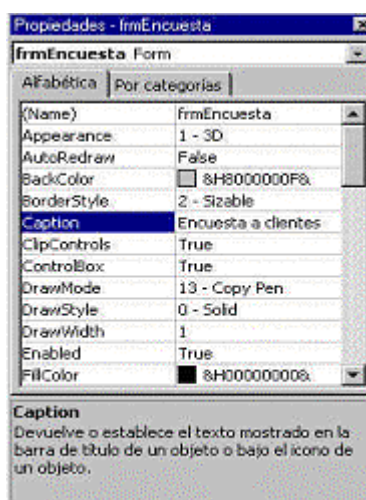 Propiedades - frmEncuesta
frmEncuesta Form
Alfabética Por categorías
(Name) frmEncuesta
Appearance 1 - 3D
AutoRedraw False
BackColor &H8000000F&
BorderStyle 2 - Sizable
Caption Encuesta a clientes
ClipControls True
ControlBox True
DrawMode 13 - Copy Pen
DrawStyle 0 - Solid
DrawWidth 1
Enabled True
FillColor &H00000000&
Caption
Devuelve o establece el texto mostrado en la
barra de título de un objeto o bajo el icono de
un objeto.